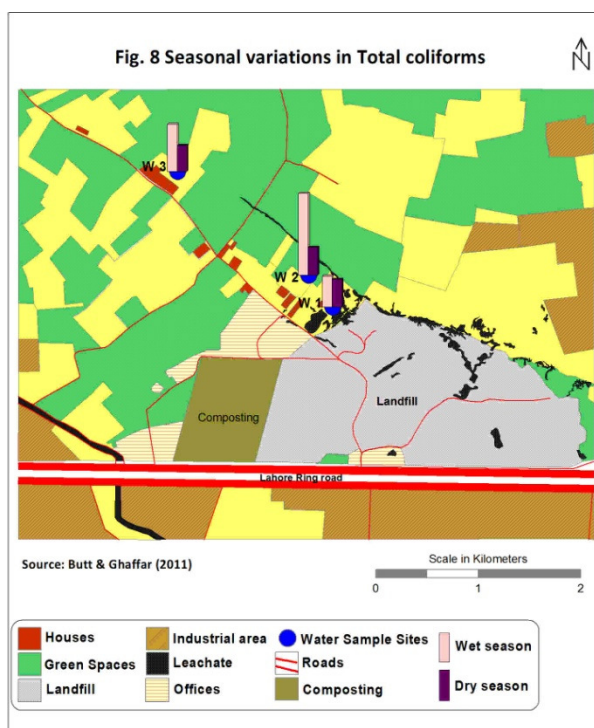 Fig. 8 Seasonal variations in Total coliforms
N
W 3
W 2
W 1
Composting
Landfill
Lahore Ring road
Source: Butt & Ghaffar (2011)
Scale in Kilometers
0 1 2
Houses Industrial area Water Sample Sites Wet season
Green Spaces Leachate Roads
Landfill Offices Composting Dry season